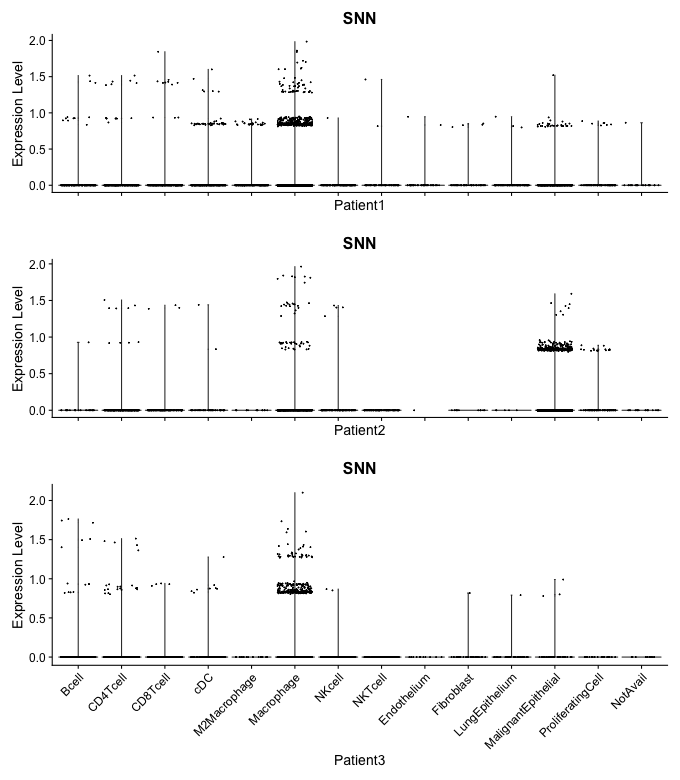 SNN
Expression Level
2.0
1.5
1.0
0.5
0.0
Patient1
SNN
Expression Level
2.0
1.5
1.0
0.5
0.0
Patient2
SNN
Expression Level
2.0
1.5
1.0
0.5
0.0
Bcell
CD4Tcell
CD8Tcell
cDC
M2Macrophage
Macrophage
NKcell
NKTcell
Endothelium
Fibroblast
LungEpithelium
MalignantEpithelial
ProliferatingCell
NotAvail
Patient3